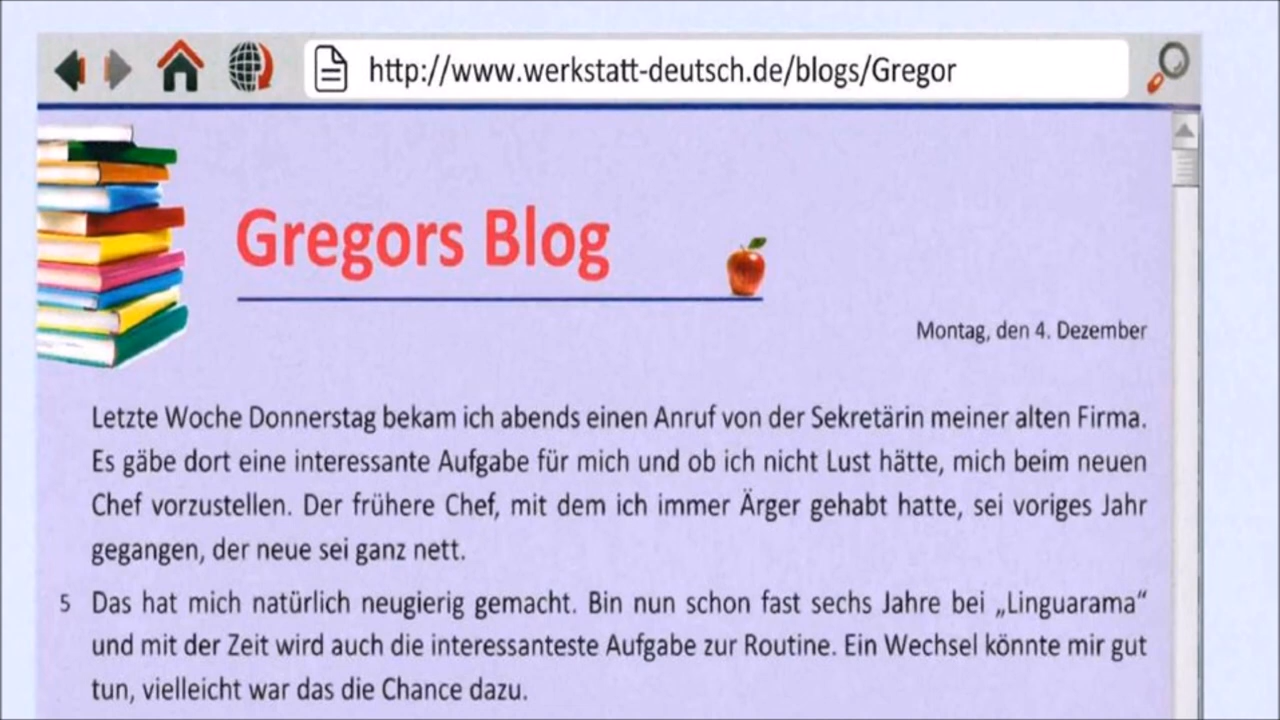 http://www.werkstatt-deutsch.de/blogs/Gregor
Gregors Blog
Montag, den 4. Dezember
Letzte Woche Donnerstag bekam ich abends einen Anruf von der Sekretärin meiner alten Firma.
Es gäbe dort eine interessante Aufgabe für mich und ob ich nicht Lust hätte, mich beim neuen
Chef vorzustellen. Der frühere Chef, mit dem ich immer Ärger gehabt hatte, sei voriges Jahr
gegangen, der neue sei ganz nett.
5 Das hat mich natürlich neugierig gemacht. Bin nun schon fast sechs Jahre bei „Linguarama“
und mit der Zeit wird auch die interessanteste Aufgabe zur Routine. Ein Wechsel könnte mir gut
tun, vielleicht war das die Chance dazu.